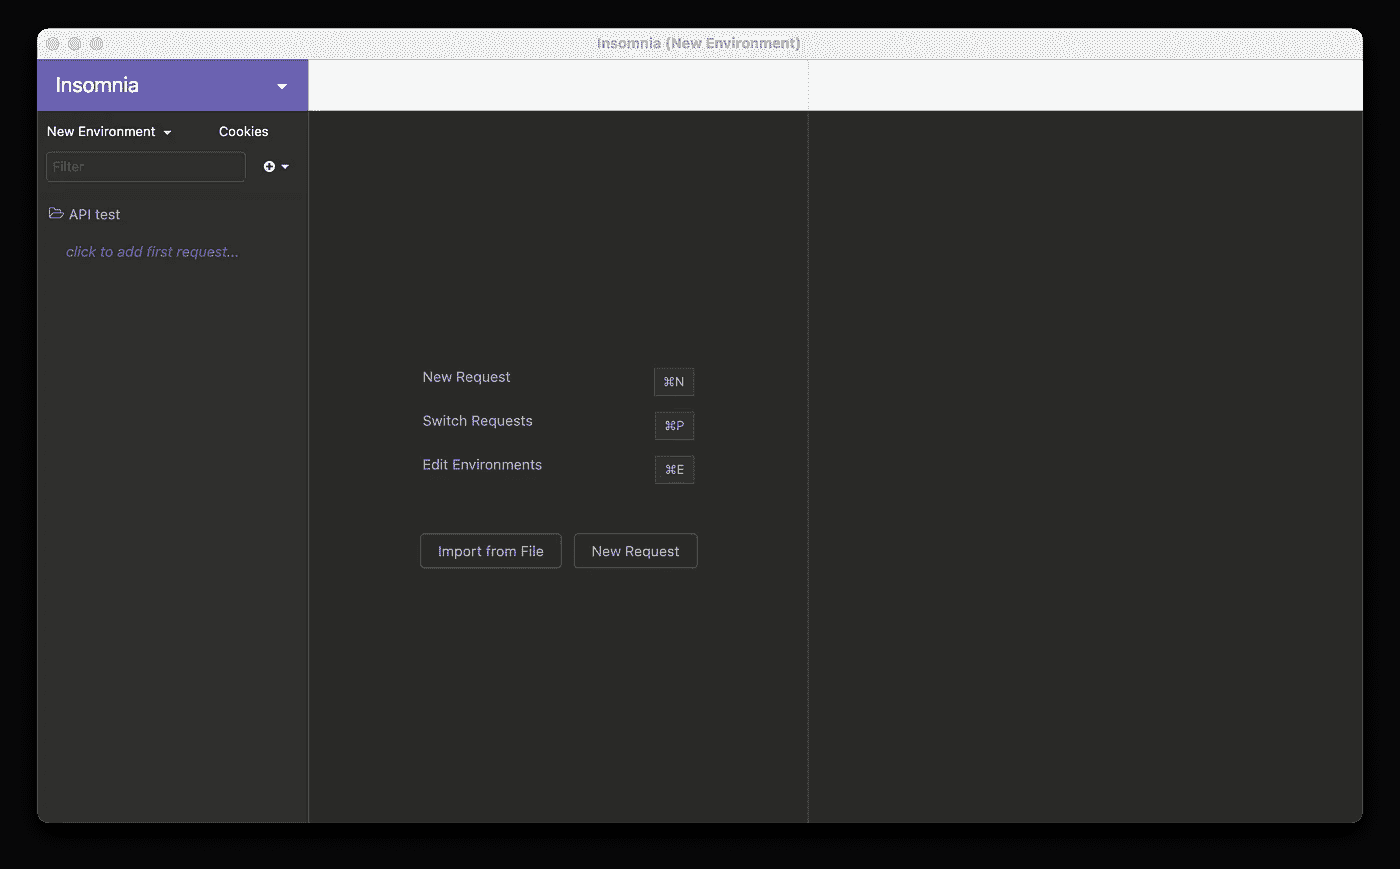 Insomnia (New Environment)
Insomnia
New Environment
Cookies
Filter
API test
click to add first request...
New Request
⌘N
Switch Requests
⌘P
Edit Environments
⌘E
Import from File
New Request